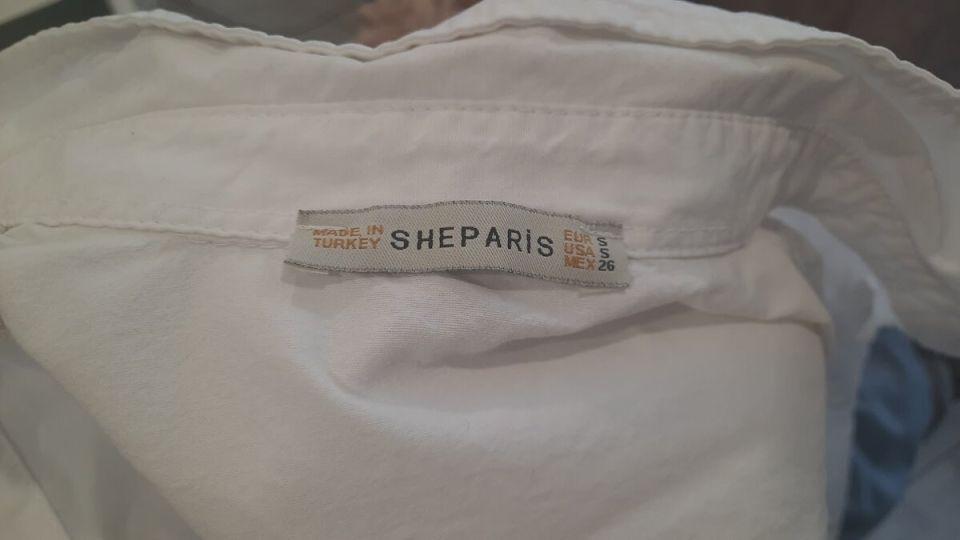 MADE IN
TURKEY
SHEPARiS
EUR S
USA S
MEX 26